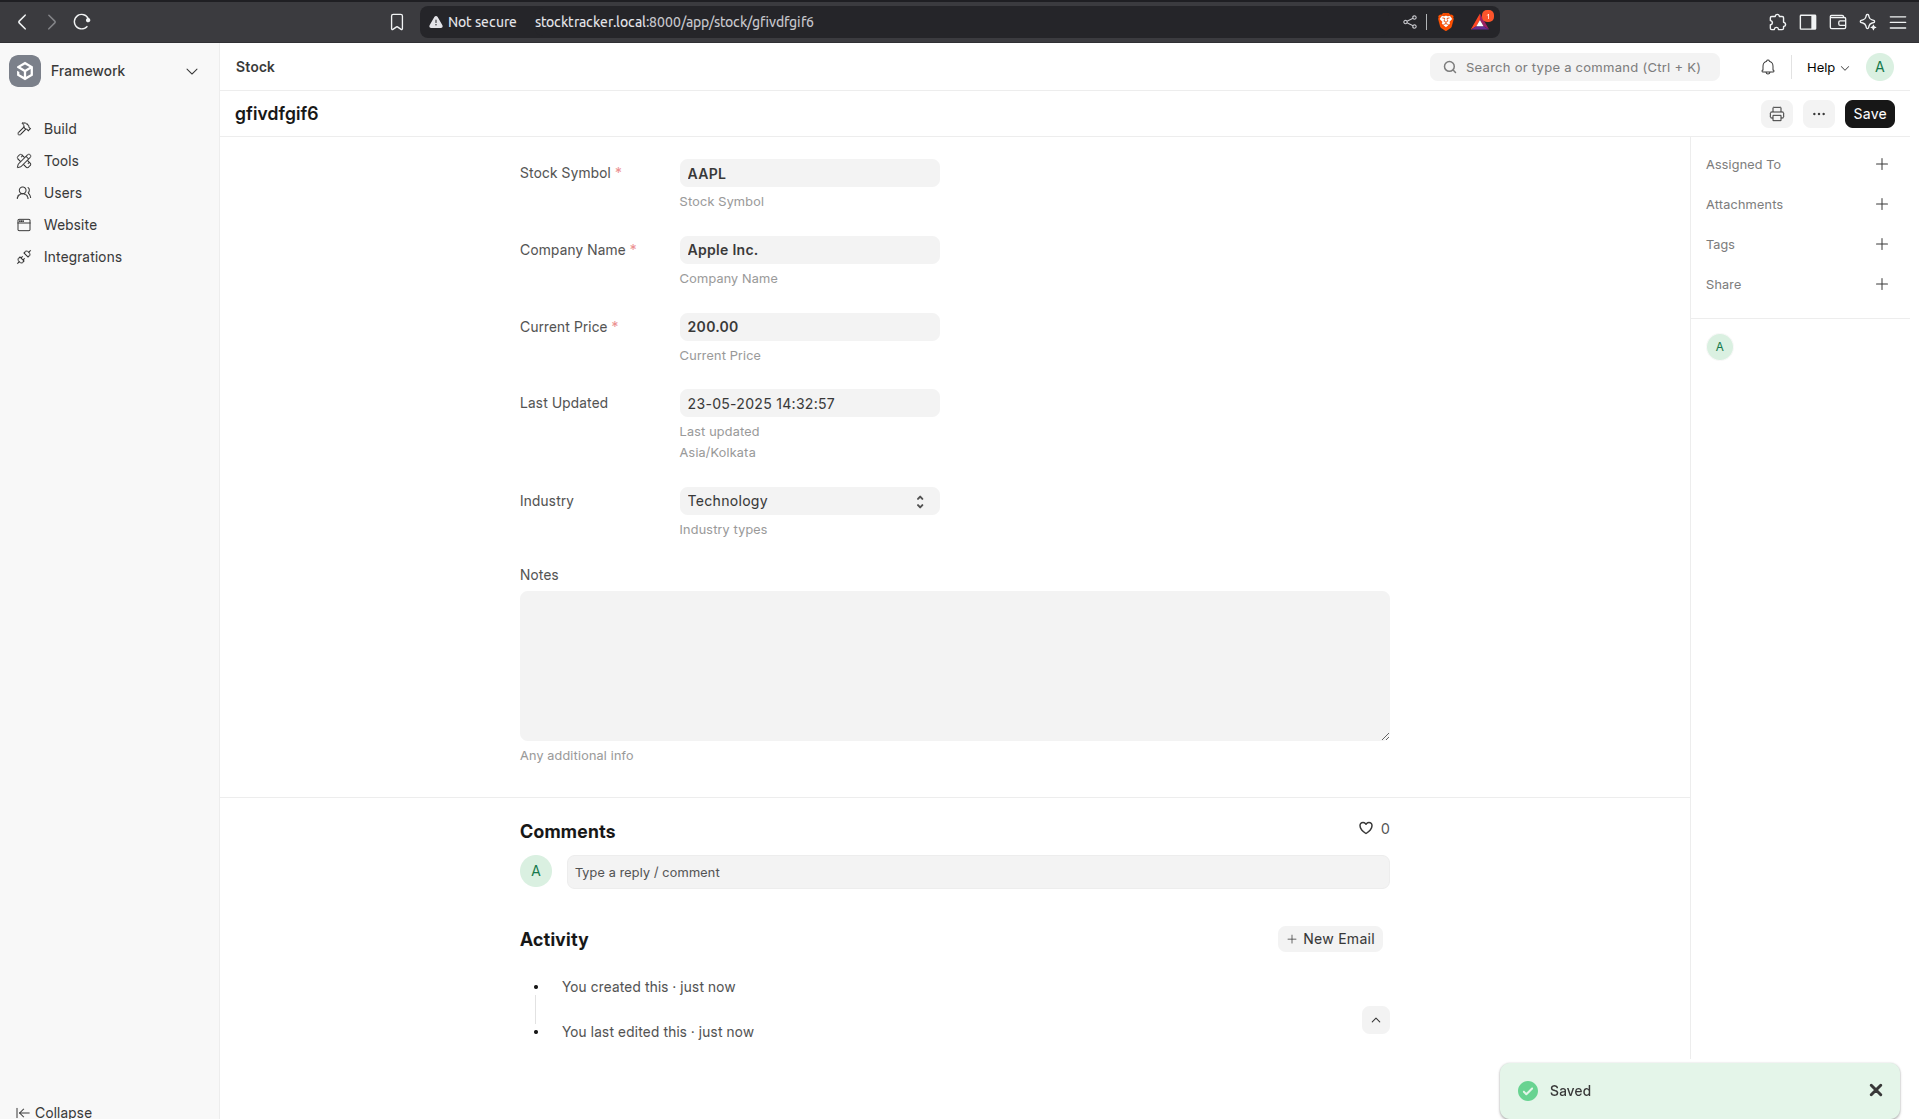 Not secure
stocktracker.local:8000/app/stock/gfivdfgif6
1
Framework
Stock
Search or type a command (Ctrl + K)
Help
A
Build
Tools
Users
Website
Integrations
gfivdfgif6
Save
Stock Symbol *
AAPL
Stock Symbol
Company Name *
Apple Inc.
Company Name
Current Price *
200.00
Current Price
Last Updated
23-05-2025 14:32:57
Last updated
Asia/Kolkata
Industry
Technology
Industry types
Notes
Any additional info
Assigned To
Attachments
Tags
Share
A
Comments
0
A
Type a reply / comment
Activity
+ New Email
You created this · just now
You last edited this · just now
Saved
Collapse